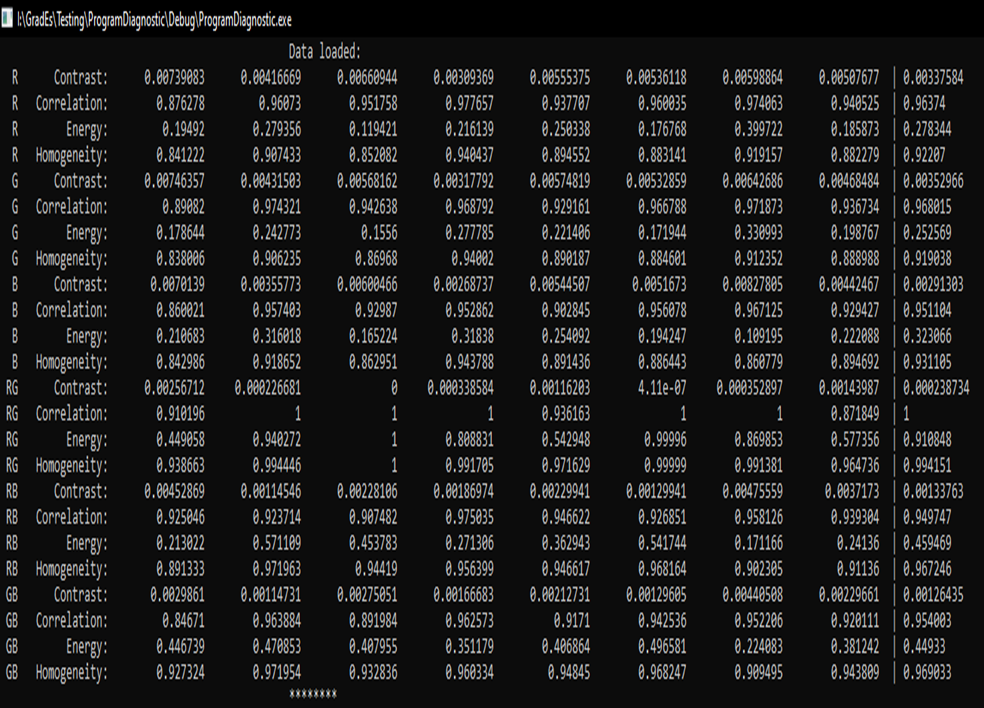 I:\GradEs\Testing\ProgramDiagnostic\Debug\ProgramDiagnostic.exe
Data loaded:
R Contrast: 0.00739083 0.00416669 0.00660944 0.00309369 0.00555375 0.00536118 0.00598864 0.00507677 | 0.00337584
R Correlation: 0.876278 0.96073 0.951758 0.977657 0.937707 0.960035 0.974063 0.940525 | 0.96374
R Energy: 0.19492 0.279356 0.119421 0.216139 0.250338 0.176768 0.399722 0.185873 | 0.278344
R Homogeneity: 0.841222 0.907433 0.852082 0.940437 0.894552 0.883141 0.919157 0.882279 | 0.92207
G Contrast: 0.00746357 0.00431503 0.00568162 0.00317792 0.00574819 0.00532859 0.00642686 0.00468484 | 0.00352966
G Correlation: 0.89082 0.974321 0.942638 0.968792 0.929161 0.966788 0.971873 0.936734 | 0.968015
G Energy: 0.178644 0.242773 0.1556 0.277785 0.221406 0.171944 0.330993 0.198767 | 0.252569
G Homogeneity: 0.838006 0.906235 0.86968 0.94002 0.890187 0.884601 0.912352 0.888988 | 0.919038
B Contrast: 0.0070139 0.00355773 0.00600466 0.00268737 0.00544507 0.0051673 0.00827805 0.00442467 | 0.00291303
B Correlation: 0.860021 0.957403 0.92987 0.952862 0.902845 0.956078 0.967125 0.929427 | 0.951104
B Energy: 0.210683 0.316018 0.165224 0.31838 0.254092 0.194247 0.109195 0.222088 | 0.323066
B Homogeneity: 0.842986 0.918652 0.862951 0.943788 0.891436 0.886443 0.860779 0.894692 | 0.931105
RG Contrast: 0.00256712 0.000226681 0 0.000338584 0.00116203 4.11e-07 0.000352897 0.00143987 | 0.000238734
RG Correlation: 0.910196 1 1 1 0.936163 1 1 0.871849 | 1
RG Energy: 0.449058 0.940272 1 0.808831 0.542948 0.99996 0.869853 0.577356 | 0.910848
RG Homogeneity: 0.938663 0.994446 1 0.991705 0.971629 0.99999 0.991381 0.964736 | 0.994151
RB Contrast: 0.00452869 0.00114546 0.00228106 0.00186974 0.00229941 0.00129941 0.00475559 0.0037173 | 0.00133763
RB Correlation: 0.925046 0.923714 0.907482 0.975035 0.946622 0.926851 0.958126 0.939304 | 0.949747
RB Energy: 0.213022 0.571109 0.453783 0.271306 0.362943 0.541744 0.171166 0.24136 | 0.459469
RB Homogeneity: 0.891333 0.971963 0.94419 0.956399 0.946617 0.968164 0.902305 0.91136 | 0.967246
GB Contrast: 0.0029861 0.00114731 0.00275051 0.00166683 0.00212731 0.00129605 0.00440508 0.00229661 | 0.00126435
GB Correlation: 0.84671 0.963884 0.891984 0.962573 0.9171 0.942536 0.952206 0.920111 | 0.954003
GB Energy: 0.446739 0.470853 0.407955 0.351179 0.406864 0.496581 0.224083 0.381242 | 0.44933
GB Homogeneity: 0.927324 0.971954 0.932836 0.960334 0.94845 0.968247 0.909495 0.943809 | 0.969033
********